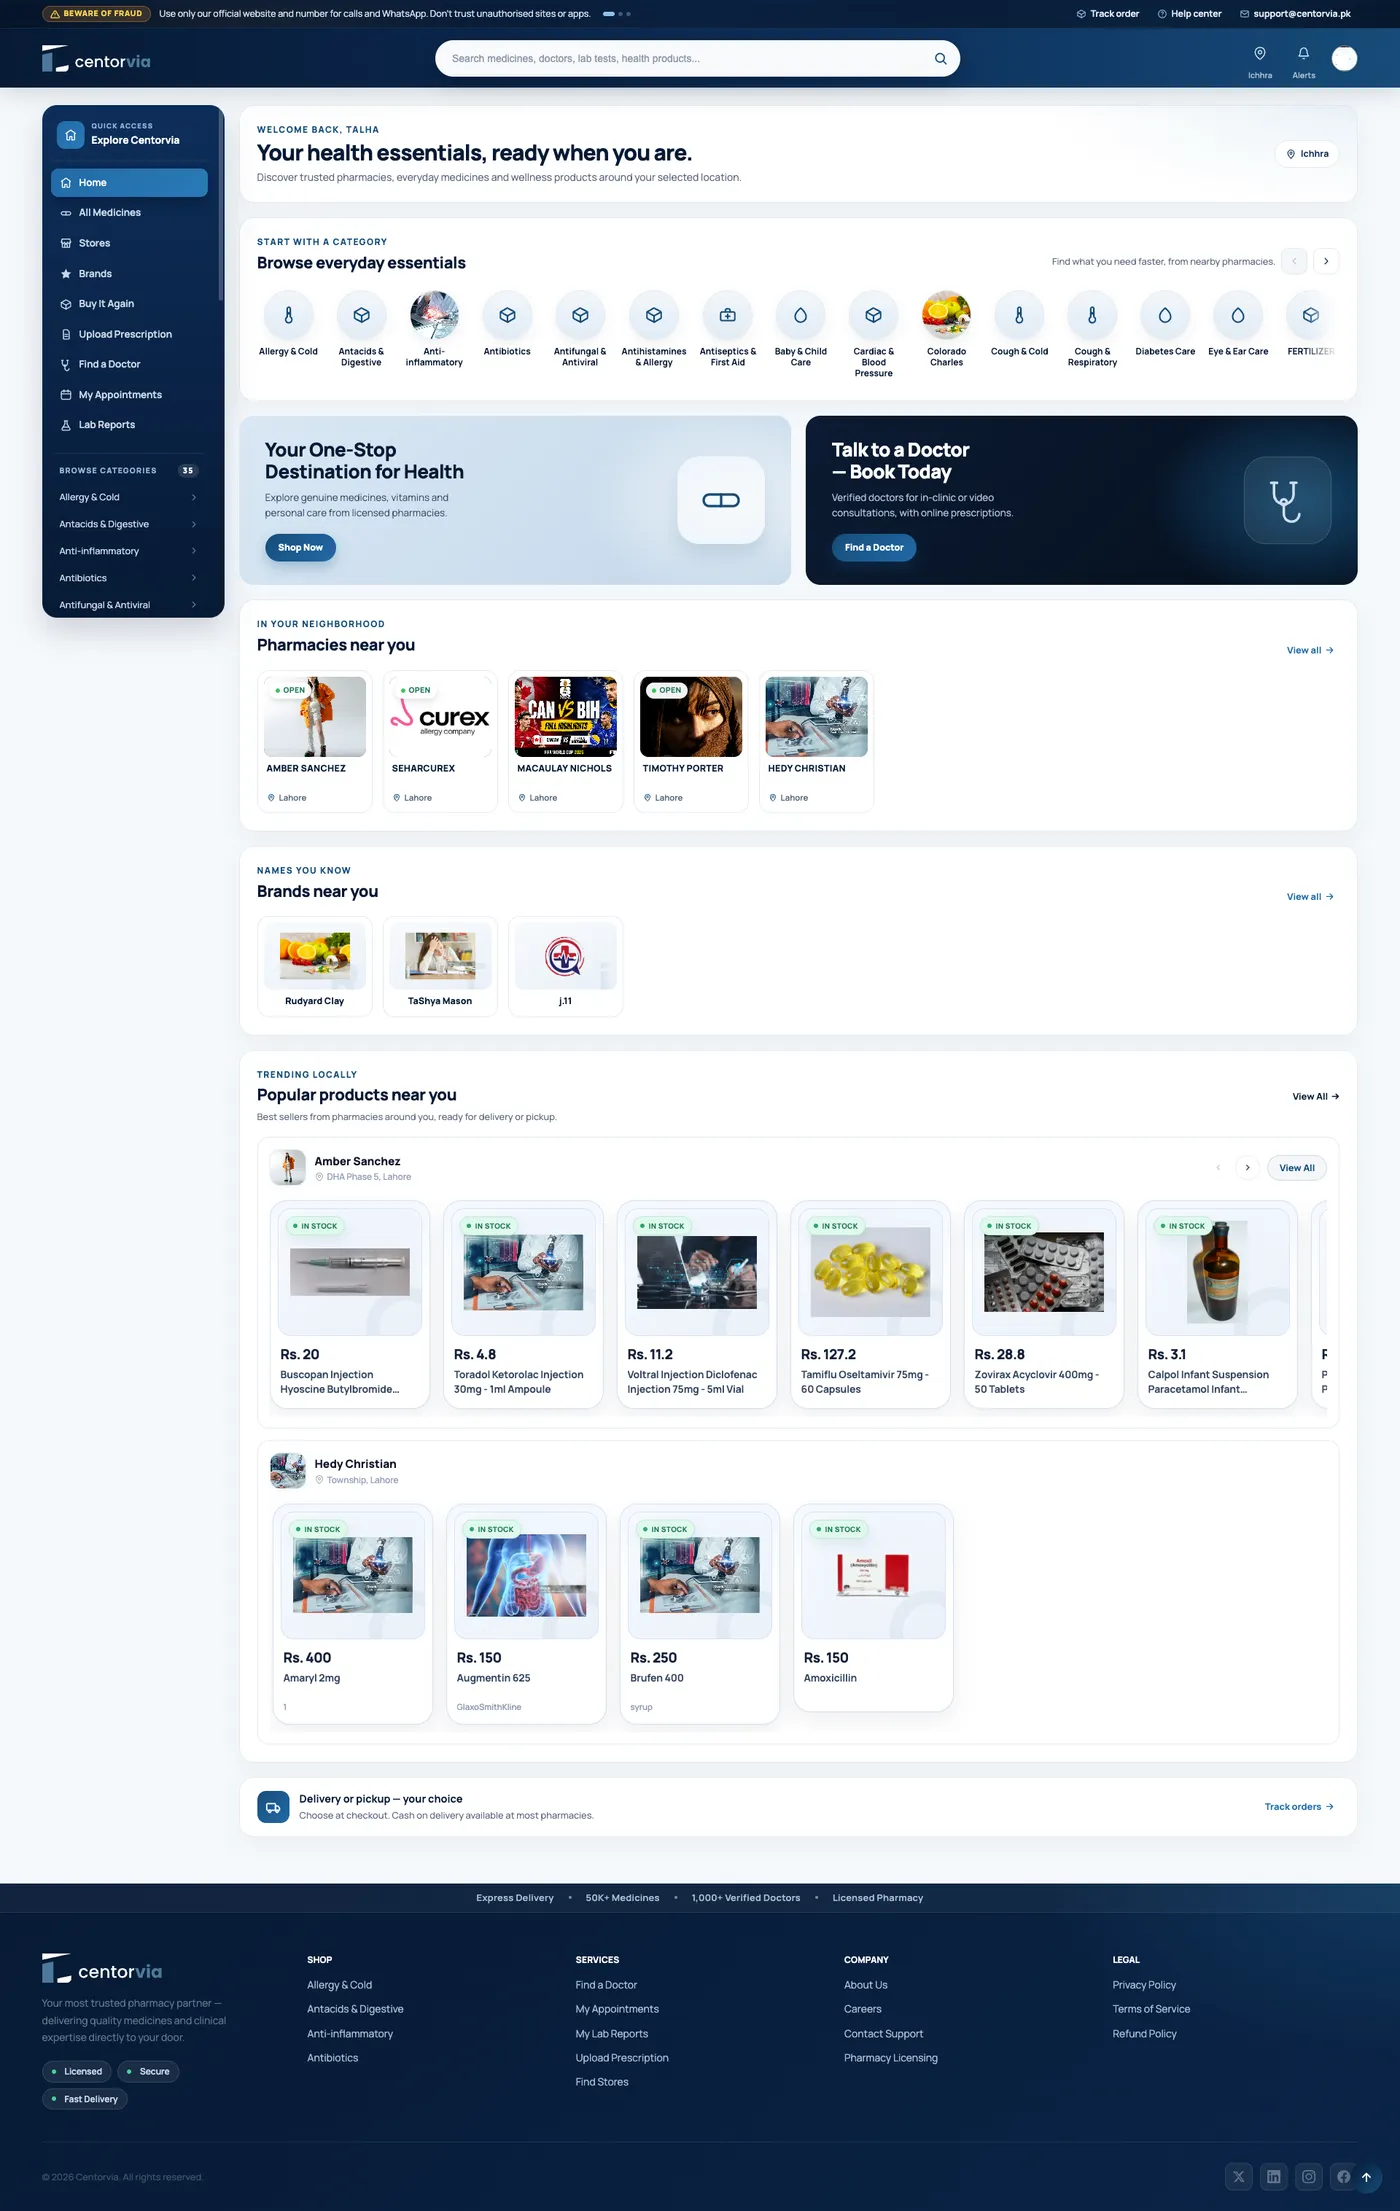 BEWARE OF FRAUD
Use only our official website and number for calls and WhatsApp. Don't trust unauthorised sites or apps.
Track order
Help center
support@centorvia.pk
centorvia
Search medicines, doctors, lab tests, health products...
Ichhra
Alerts
QUICK ACCESS
Explore Centorvia
Home
All Medicines
Stores
Brands
Buy It Again
Upload Prescription
Find a Doctor
My Appointments
Lab Reports
BROWSE CATEGORIES 35
Allergy & Cold
Antacids & Digestive
Anti-inflammatory
Antibiotics
Antifungal & Antiviral
WELCOME BACK, TALHA
Your health essentials, ready when you are.
Discover trusted pharmacies, everyday medicines and wellness products around your selected location.
Ichhra
START WITH A CATEGORY
Browse everyday essentials
Find what you need faster, from nearby pharmacies.
Allergy & Cold
Antacids &
Digestive
Anti-
inflammatory
Antibiotics
Antifungal &
Antiviral
Antihistamines
& Allergy
Antiseptics &
First Aid
Baby & Child
Care
Cardiac &
Blood
Pressure
Colorado
Charles
Cough & Cold
Cough &
Respiratory
Diabetes Care
Eye & Ear Care
FERTILIZER
Your One-Stop
Destination for Health
Explore genuine medicines, vitamins and
personal care from licensed pharmacies.
Shop Now
Talk to a Doctor
— Book Today
Verified doctors for in-clinic or video
consultations, with online prescriptions.
Find a Doctor
IN YOUR NEIGHBORHOOD
Pharmacies near you
View all
OPEN
AMBER SANCHEZ
Lahore
OPEN
curex
allergy company
SEHARCUREX
Lahore
CAN VS BIH
FULL HIGHLIGHTS
MACAULAY NICHOLS
Lahore
OPEN
TIMOTHY PORTER
Lahore
HEDY CHRISTIAN
Lahore
NAMES YOU KNOW
Brands near you
View all
Rudyard Clay
TaShya Mason
j.11
TRENDING LOCALLY
Popular products near you
Best sellers from pharmacies around you, ready for delivery or pickup.
View All
Amber Sanchez
DHA Phase 5, Lahore
View All
IN STOCK
Rs. 20
Buscopan Injection
Hyoscine Butylbromide...
IN STOCK
Rs. 4.8
Toradol Ketorolac Injection
30mg - 1ml Ampoule
IN STOCK
Rs. 11.2
Voltral Injection Diclofenac
Injection 75mg - 5ml Vial
IN STOCK
Rs. 127.2
Tamiflu Oseltamivir 75mg -
60 Capsules
IN STOCK
Rs. 28.8
Zovirax Acyclovir 400mg -
50 Tablets
IN STOCK
Rs. 3.1
Calpol Infant Suspension
Paracetamol Infant...
Hedy Christian
Township, Lahore
IN STOCK
Rs. 400
Amaryl 2mg
1
IN STOCK
Rs. 150
Augmentin 625
GlaxoSmithKline
IN STOCK
Rs. 250
Brufen 400
syrup
IN STOCK
Amoxil
(Amoxycillin)
Rs. 150
Amoxicillin
Delivery or pickup — your choice
Choose at checkout. Cash on delivery available at most pharmacies.
Track orders
Express Delivery • 50K+ Medicines • 1,000+ Verified Doctors • Licensed Pharmacy
centorvia
Your most trusted pharmacy partner —
delivering quality medicines and clinical
expertise directly to your door.
Licensed
Secure
Fast Delivery
SHOP
Allergy & Cold
Antacids & Digestive
Anti-inflammatory
Antibiotics
SERVICES
Find a Doctor
My Appointments
My Lab Reports
Upload Prescription
Find Stores
COMPANY
About Us
Careers
Contact Support
Pharmacy Licensing
LEGAL
Privacy Policy
Terms of Service
Refund Policy
© 2026 Centorvia. All rights reserved.